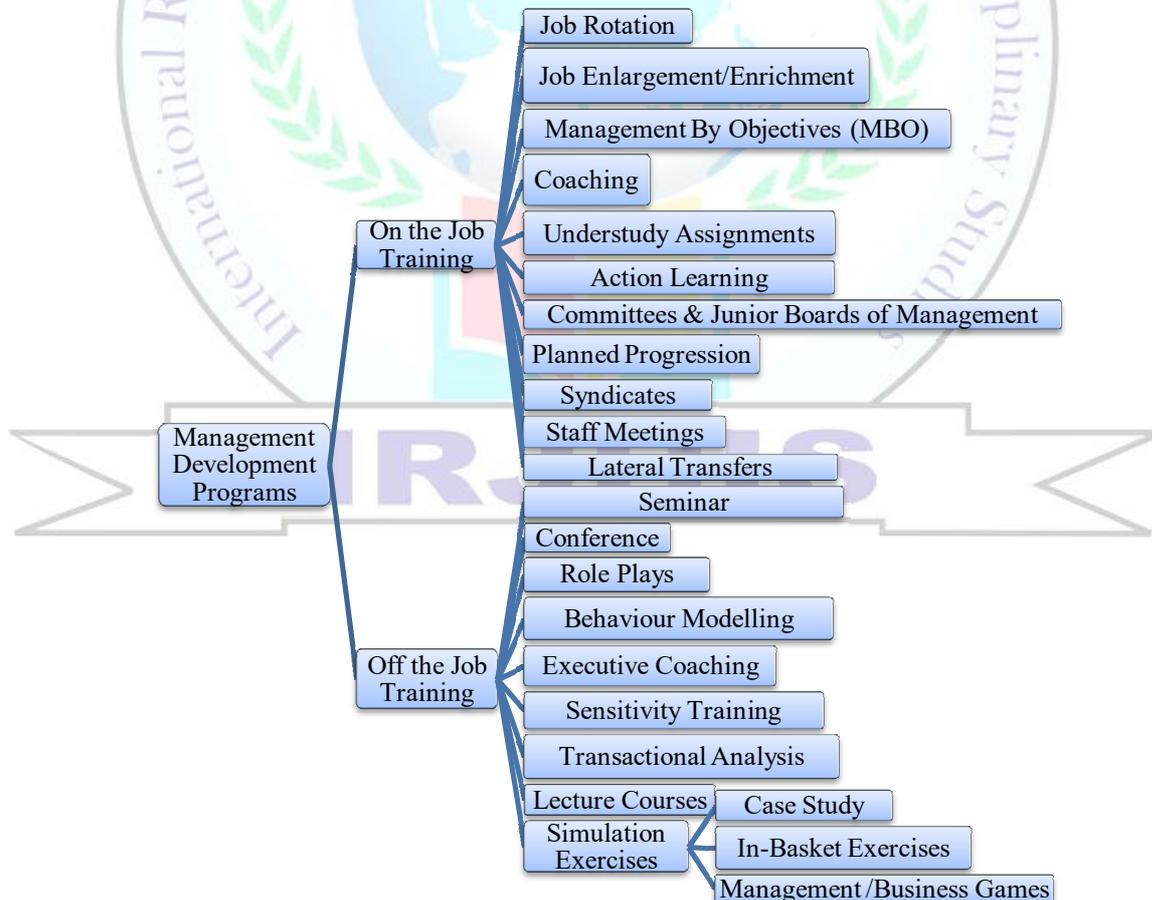 Job Rotation
Job Enlargement/Enrichment
Management By Objectives (MBO)
Coaching
On the Job
Training
Understudy Assignments
Action Learning
Committees & Junior Boards of Management
Planned Progression
Syndicates
Staff Meetings
Lateral Transfers
Management
Development
Programs
Seminar
Conference
Role Plays
Behaviour Modelling
Off the Job
Training
Executive Coaching
Sensitivity Training
Transactional Analysis
Lecture Courses
Simulation
Exercises
Case Study
In-Basket Exercises
Management/Business Games
International